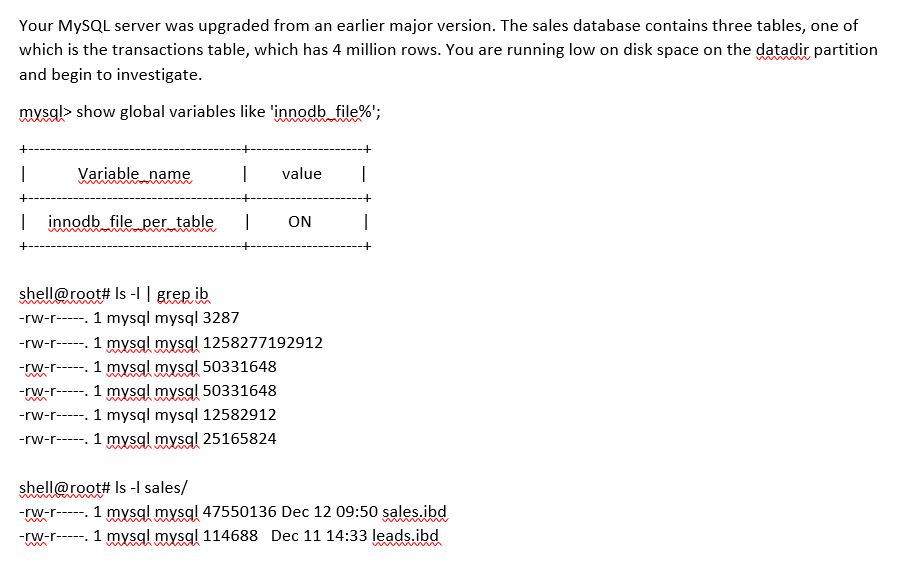 Your MySQL server was upgraded from an earlier major version. The sales database contains three tables, one of
which is the transactions table, which has 4 million rows. You are running low on disk space on the datadir partition
and begin to investigate.
mysql> show global variables like 'innodb_file%';
+---------------------------------------+--------------------+
| Variable_name | value |
+---------------------------------------+--------------------+
| innodb_file_per_table | ON |
+---------------------------------------+--------------------+
shell@root# ls -l | grep ib
-rw-r-----. 1 mysql mysql 3287
-rw-r-----. 1 mysql mysql 1258277192912
-rw-r-----. 1 mysql mysql 50331648
-rw-r-----. 1 mysql mysql 50331648
-rw-r-----. 1 mysql mysql 12582912
-rw-r-----. 1 mysql mysql 25165824
shell@root# ls -l sales/
-rw-r-----. 1 mysql mysql 47550136 Dec 12 09:50 sales.ibd
-rw-r-----. 1 mysql mysql 114688 Dec 11 14:33 leads.ibd